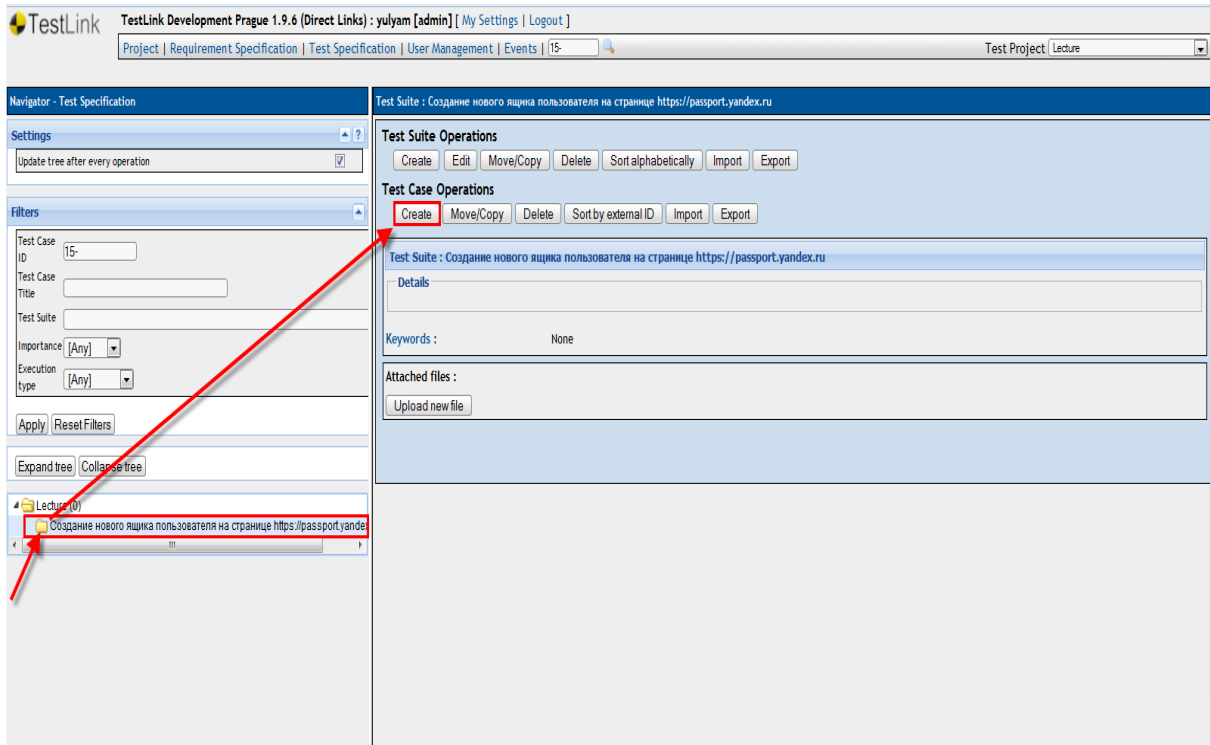 TestLink
TestLink Development Prague 1.9.6 (Direct Links) : yulyam [admin] [ My Settings | Logout ]
Project | Requirement Specification | Test Specification | User Management | Events | 15-
Test Project Lecture
Navigator - Test Specification
Settings
?
Update tree after every operation
Filters
Test Case ID 15-
Test Case Title
Test Suite
Importance [Any]
Execution type [Any]
Apply Reset Filters
Expand tree Collapse tree
Lecture (0)
Создание нового ящика пользователя на странице https://passport.yandex
Test Suite : Создание нового ящика пользователя на странице https://passport.yandex.ru
Test Suite Operations
Create Edit Move/Copy Delete Sort alphabetically Import Export
Test Case Operations
Create Move/Copy Delete Sort by external ID Import Export
Test Suite : Создание нового ящика пользователя на странице https://passport.yandex.ru
Details
Keywords : None
Attached files :
Upload new file